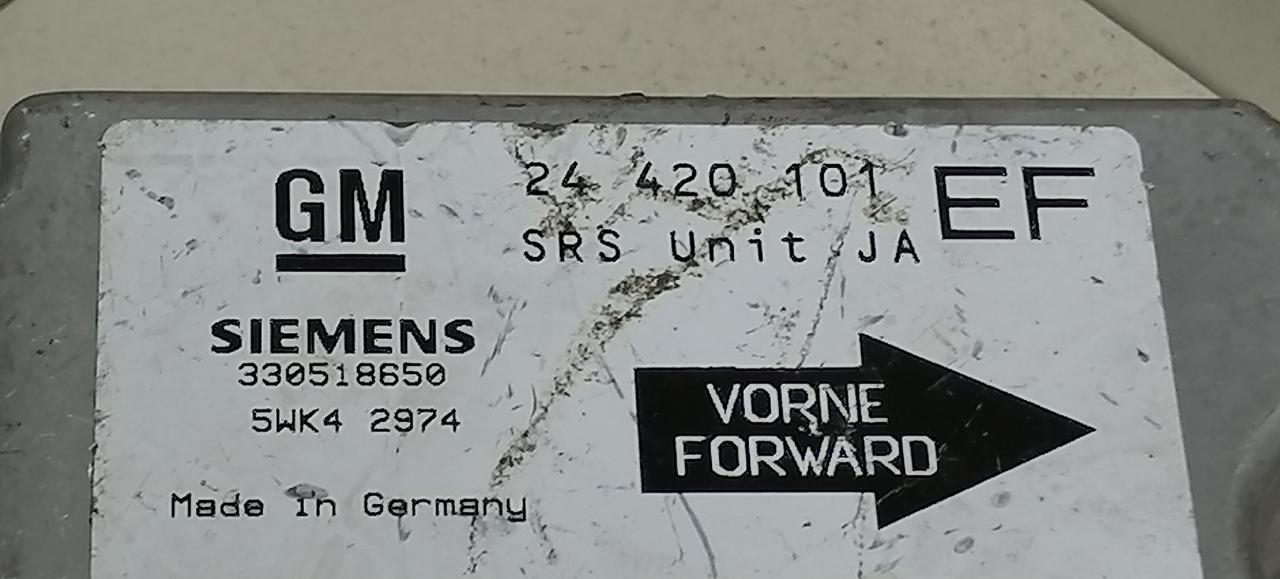 GM
24 420 101 EF
SRS Unit JA
SIEMENS
330518650
5WK4 2974
VORNE
FORWARD
Made In Germany